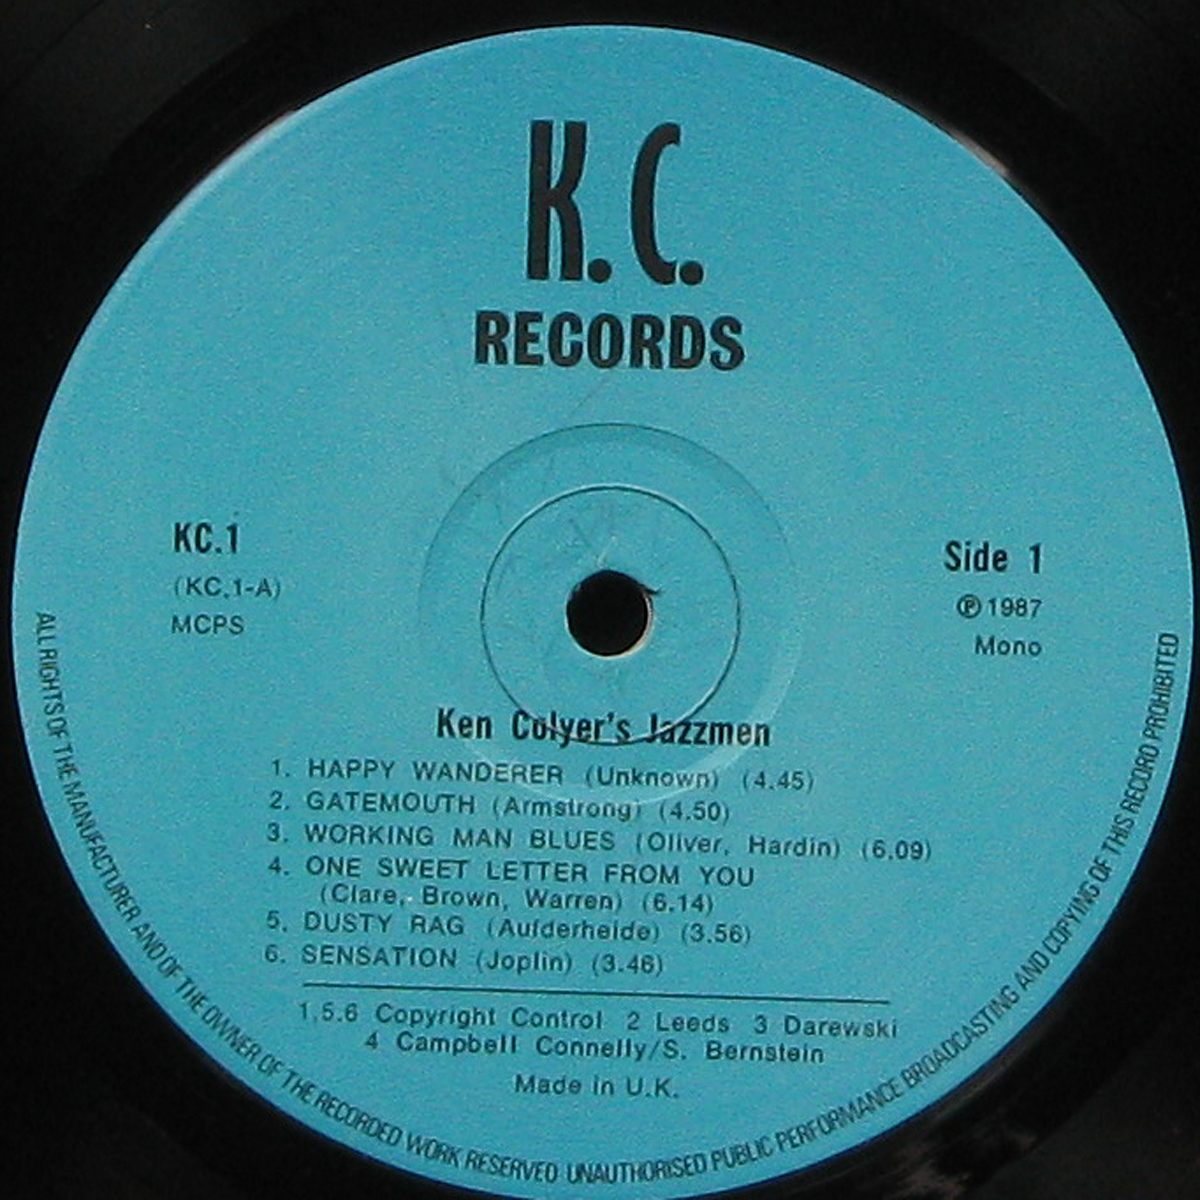 K.C.
RECORDS
KC.1
(KC.1-A)
MCPS
Side 1
Ⓟ 1987
Mono
Ken Colyer's Jazzmen
1. HAPPY WANDERER (Unknown) (4.45)
2. GATEMOUTH (Armstrong) (4.50)
3. WORKING MAN BLUES (Oliver, Hardin) (6.09)
4. ONE SWEET LETTER FROM YOU
(Clare, Brown, Warren) (6.14)
5. DUSTY RAG (Aufderheide) (3.56)
6. SENSATION (Joplin) (3.46)
1.5.6 Copyright Control 2 Leeds 3 Darewski
4 Campbell Connelly/S. Bernstein
Made in U.K.
ALL RIGHTS OF THE MANUFACTURER AND OF THE OWNER OF THE RECORDED WORK RESERVED UNAUTHORISED PUBLIC PERFORMANCE BROADCASTING AND COPYING OF THIS RECORD PROHIBITED